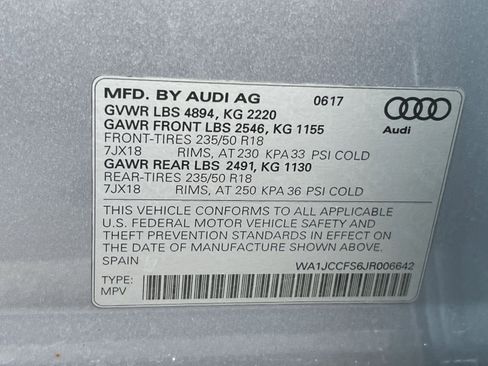 MFD. BY AUDI AG 0617
GVWR LBS 4894, KG 2220
GAWR FRONT LBS 2546, KG 1155
FRONT-TIRES 235/50 R18
7JX18 RIMS, AT 230 KPA 33 PSI COLD
GAWR REAR LBS 2491, KG 1130
REAR-TIRES 235/50 R18
7JX18 RIMS, AT 250 KPA 36 PSI COLD
Audi
THIS VEHICLE CONFORMS TO ALL APPLICABLE
U.S. FEDERAL MOTOR VEHICLE SAFETY AND
THEFT PREVENTION STANDARDS IN EFFECT ON
THE DATE OF MANUFACTURE SHOWN ABOVE.
SPAIN WA1JCCFS6JR006642
TYPE:
MPV